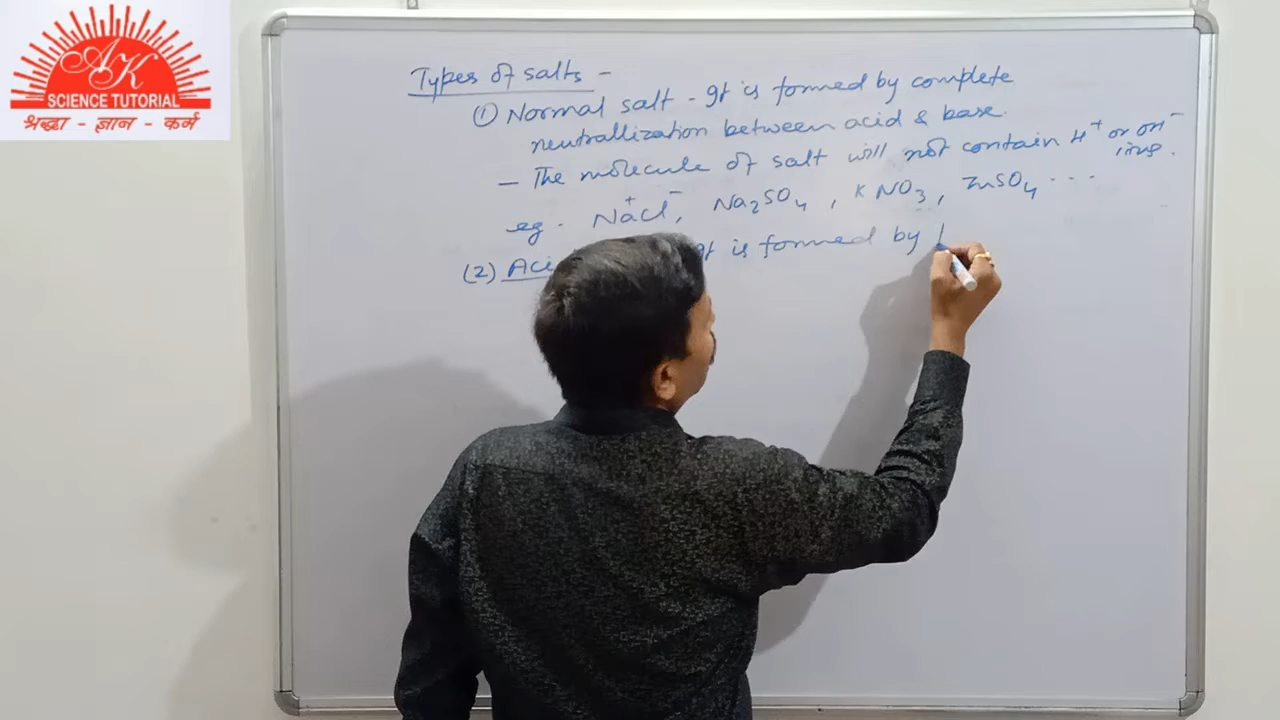 AK
SCIENCE TUTORIAL
श्रद्धा - ज्ञान - कर्म
Types of salts -
① Normal salt - It is formed by complete
neutrallization between acid & base.
- The molecule of salt will not contain H⁺ or OH⁻
ions.
eg. Na⁺Cl⁻, Na₂SO₄, KNO₃, ZnSO₄ ...
(2) Aci It is formed by